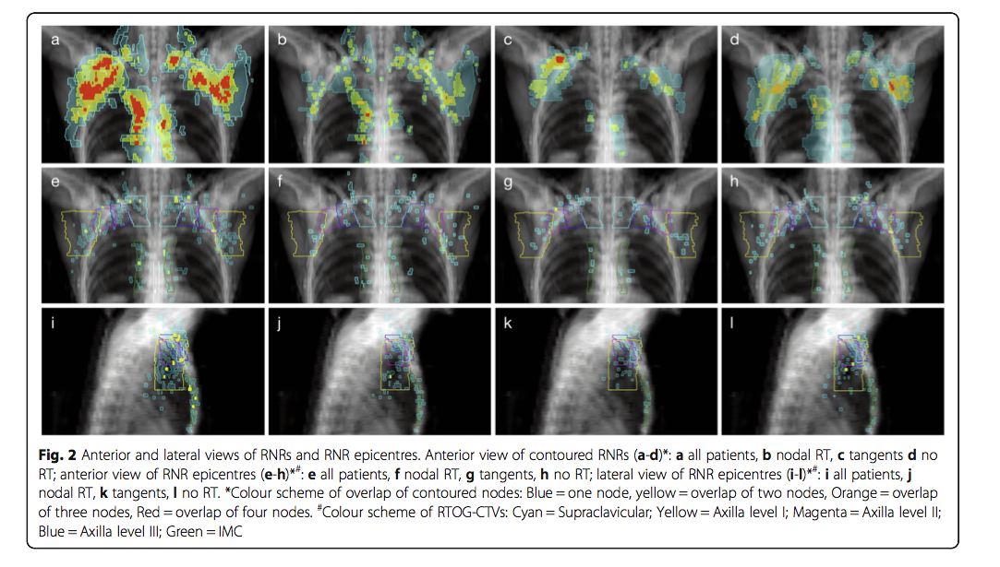 a b c d
e f g h
i j k l
Fig. 2 Anterior and lateral views of RNRs and RNR epicentres. Anterior view of contoured RNRs (a-d)*: a all patients, b nodal RT, c tangents d no
RT; anterior view of RNR epicentres (e-h)*#: e all patients, f nodal RT, g tangents, h no RT; lateral view of RNR epicentres (i-l)*#: i all patients, j
nodal RT, k tangents, l no RT. *Colour scheme of overlap of contoured nodes: Blue = one node, yellow = overlap of two nodes, Orange = overlap
of three nodes, Red = overlap of four nodes. #Colour scheme of RTOG-CTVs: Cyan = Supraclavicular; Yellow = Axilla level I; Magenta = Axilla level II;
Blue = Axilla level III; Green = IMC